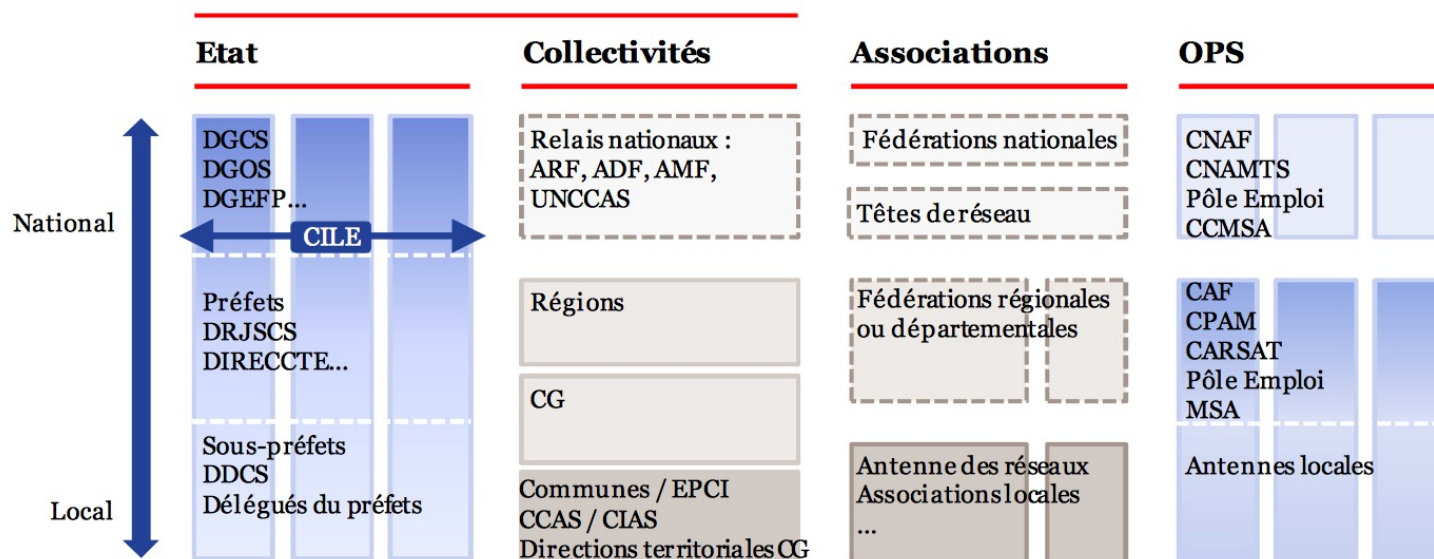 Etat
Collectivités
Associations
OPS
National
Local
DGCS
DGOS
DGEFP...
CILE
Préfets
DRJSCS
DIRECCTE...
Sous-préfets
DDCS
Délégués du préfets
Relais nationaux :
ARF, ADF, AMF,
UNCCAS
Régions
CG
Communes / EPCI
CCAS / CIAS
Directions territoriales CG
Fédérations nationales
Têtes de réseau
Fédérations régionales
ou départementales
Antenne des réseaux
Associations locales
...
CNAF
CNAMTS
Pôle Emploi
CCMSA
CAF
CPAM
CARSAT
Pôle Emploi
MSA
Antennes locales